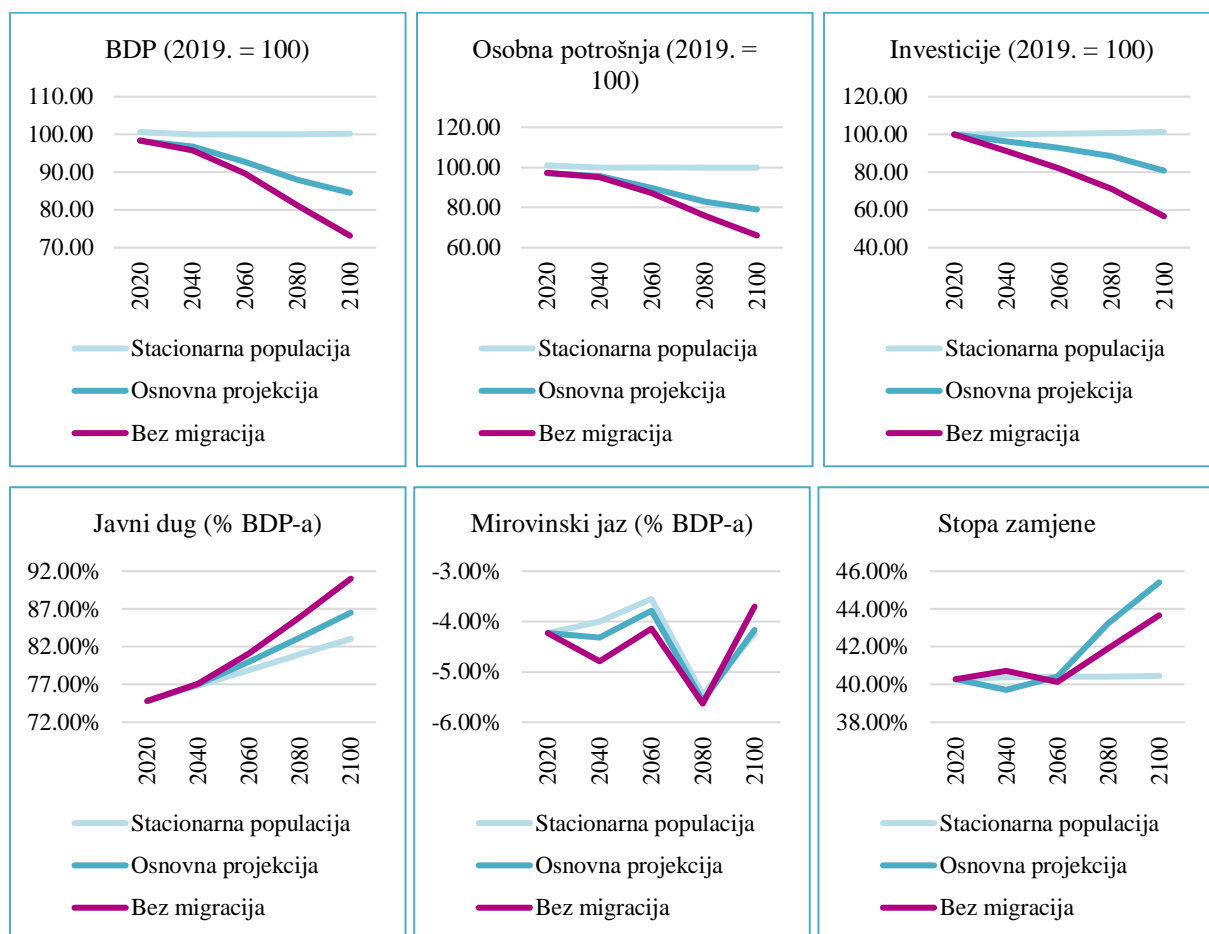 BDP (2019. = 100)
110.00
100.00
90.00
80.00
70.00
2020
2040
2060
2080
2100
Stacionarna populacija
Osnovna projekcija
Bez migracija
Osobna potrošnja (2019. =
100)
120.00
100.00
80.00
60.00
2020
2040
2060
2080
2100
Stacionarna populacija
Osnovna projekcija
Bez migracija
Investicije (2019. = 100)
120.00
100.00
80.00
60.00
40.00
2020
2040
2060
2080
2100
Stacionarna populacija
Osnovna projekcija
Bez migracija
Javni dug (% BDP-a)
92.00%
87.00%
82.00%
77.00%
72.00%
2020
2040
2060
2080
2100
Stacionarna populacija
Osnovna projekcija
Bez migracija
Mirovinski jaz (% BDP-a)
-3.00%
-4.00%
-5.00%
-6.00%
2020
2040
2060
2080
2100
Stacionarna populacija
Osnovna projekcija
Bez migracija
Stopa zamjene
46.00%
44.00%
42.00%
40.00%
38.00%
2020
2040
2060
2080
2100
Stacionarna populacija
Osnovna projekcija
Bez migracija